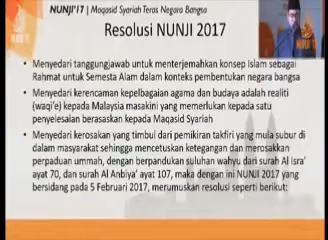 NUNJI'17 | Maqasid Syariah Teras Negara Bangsa
Resolusi NUNJI 2017
• Menyedari tanggungjawab untuk menterjemahkan konsep Islam sebagai
Rahmat untuk Semesta Alam dalam konteks pembentukan negara
bangsa
• Menyedari kerencaman kepelbagaian agama dan budaya adalah realiti
(waqi'e) kepada Malaysia masakini yang memerlukan kepada satu
penyelesaian berasaskan kepada Maqasid Syariah
• Menyedari kerosakan yang timbul dari pemikiran takfiri yang mula subur di
dalam masyarakat sehingga mencetuskan ketegangan dan merosakkan
perpaduan ummah, dengan berpandukan suluhan wahyu dari surah Al Isra'
ayat 70, dan surah Al Anbiya' ayat 107, maka dengan ini NUNJI 2017 yang
bersidang pada 5 Februari 2017, merumuskan resolusi seperti berikut: